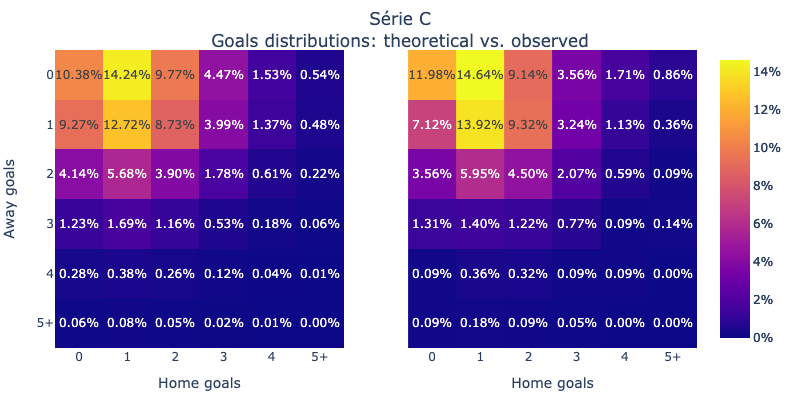 Série C
Goals distributions: theoretical vs. observed
0 10.38% 14.24% 9.77% 4.47% 1.53% 0.54% 11.98% 14.64% 9.14% 3.56% 1.71% 0.86% 14%
12%
1 9.27% 12.72% 8.73% 3.99% 1.37% 0.48% 7.12% 13.92% 9.32% 3.24% 1.13% 0.36%
10%
2 4.14% 5.68% 3.90% 1.78% 0.61% 0.22% 3.56% 5.95% 4.50% 2.07% 0.59% 0.09%
8%
Away goals
6%
3 1.23% 1.69% 1.16% 0.53% 0.18% 0.06% 1.31% 1.40% 1.22% 0.77% 0.09% 0.14%
4%
4 0.28% 0.38% 0.26% 0.12% 0.04% 0.01% 0.09% 0.36% 0.32% 0.09% 0.09% 0.00%
2%
5+ 0.06% 0.08% 0.05% 0.02% 0.01% 0.00% 0.09% 0.18% 0.09% 0.05% 0.00% 0.00%
0%
0 1 2 3 4 5+ 0 1 2 3 4 5+
Home goals Home goals